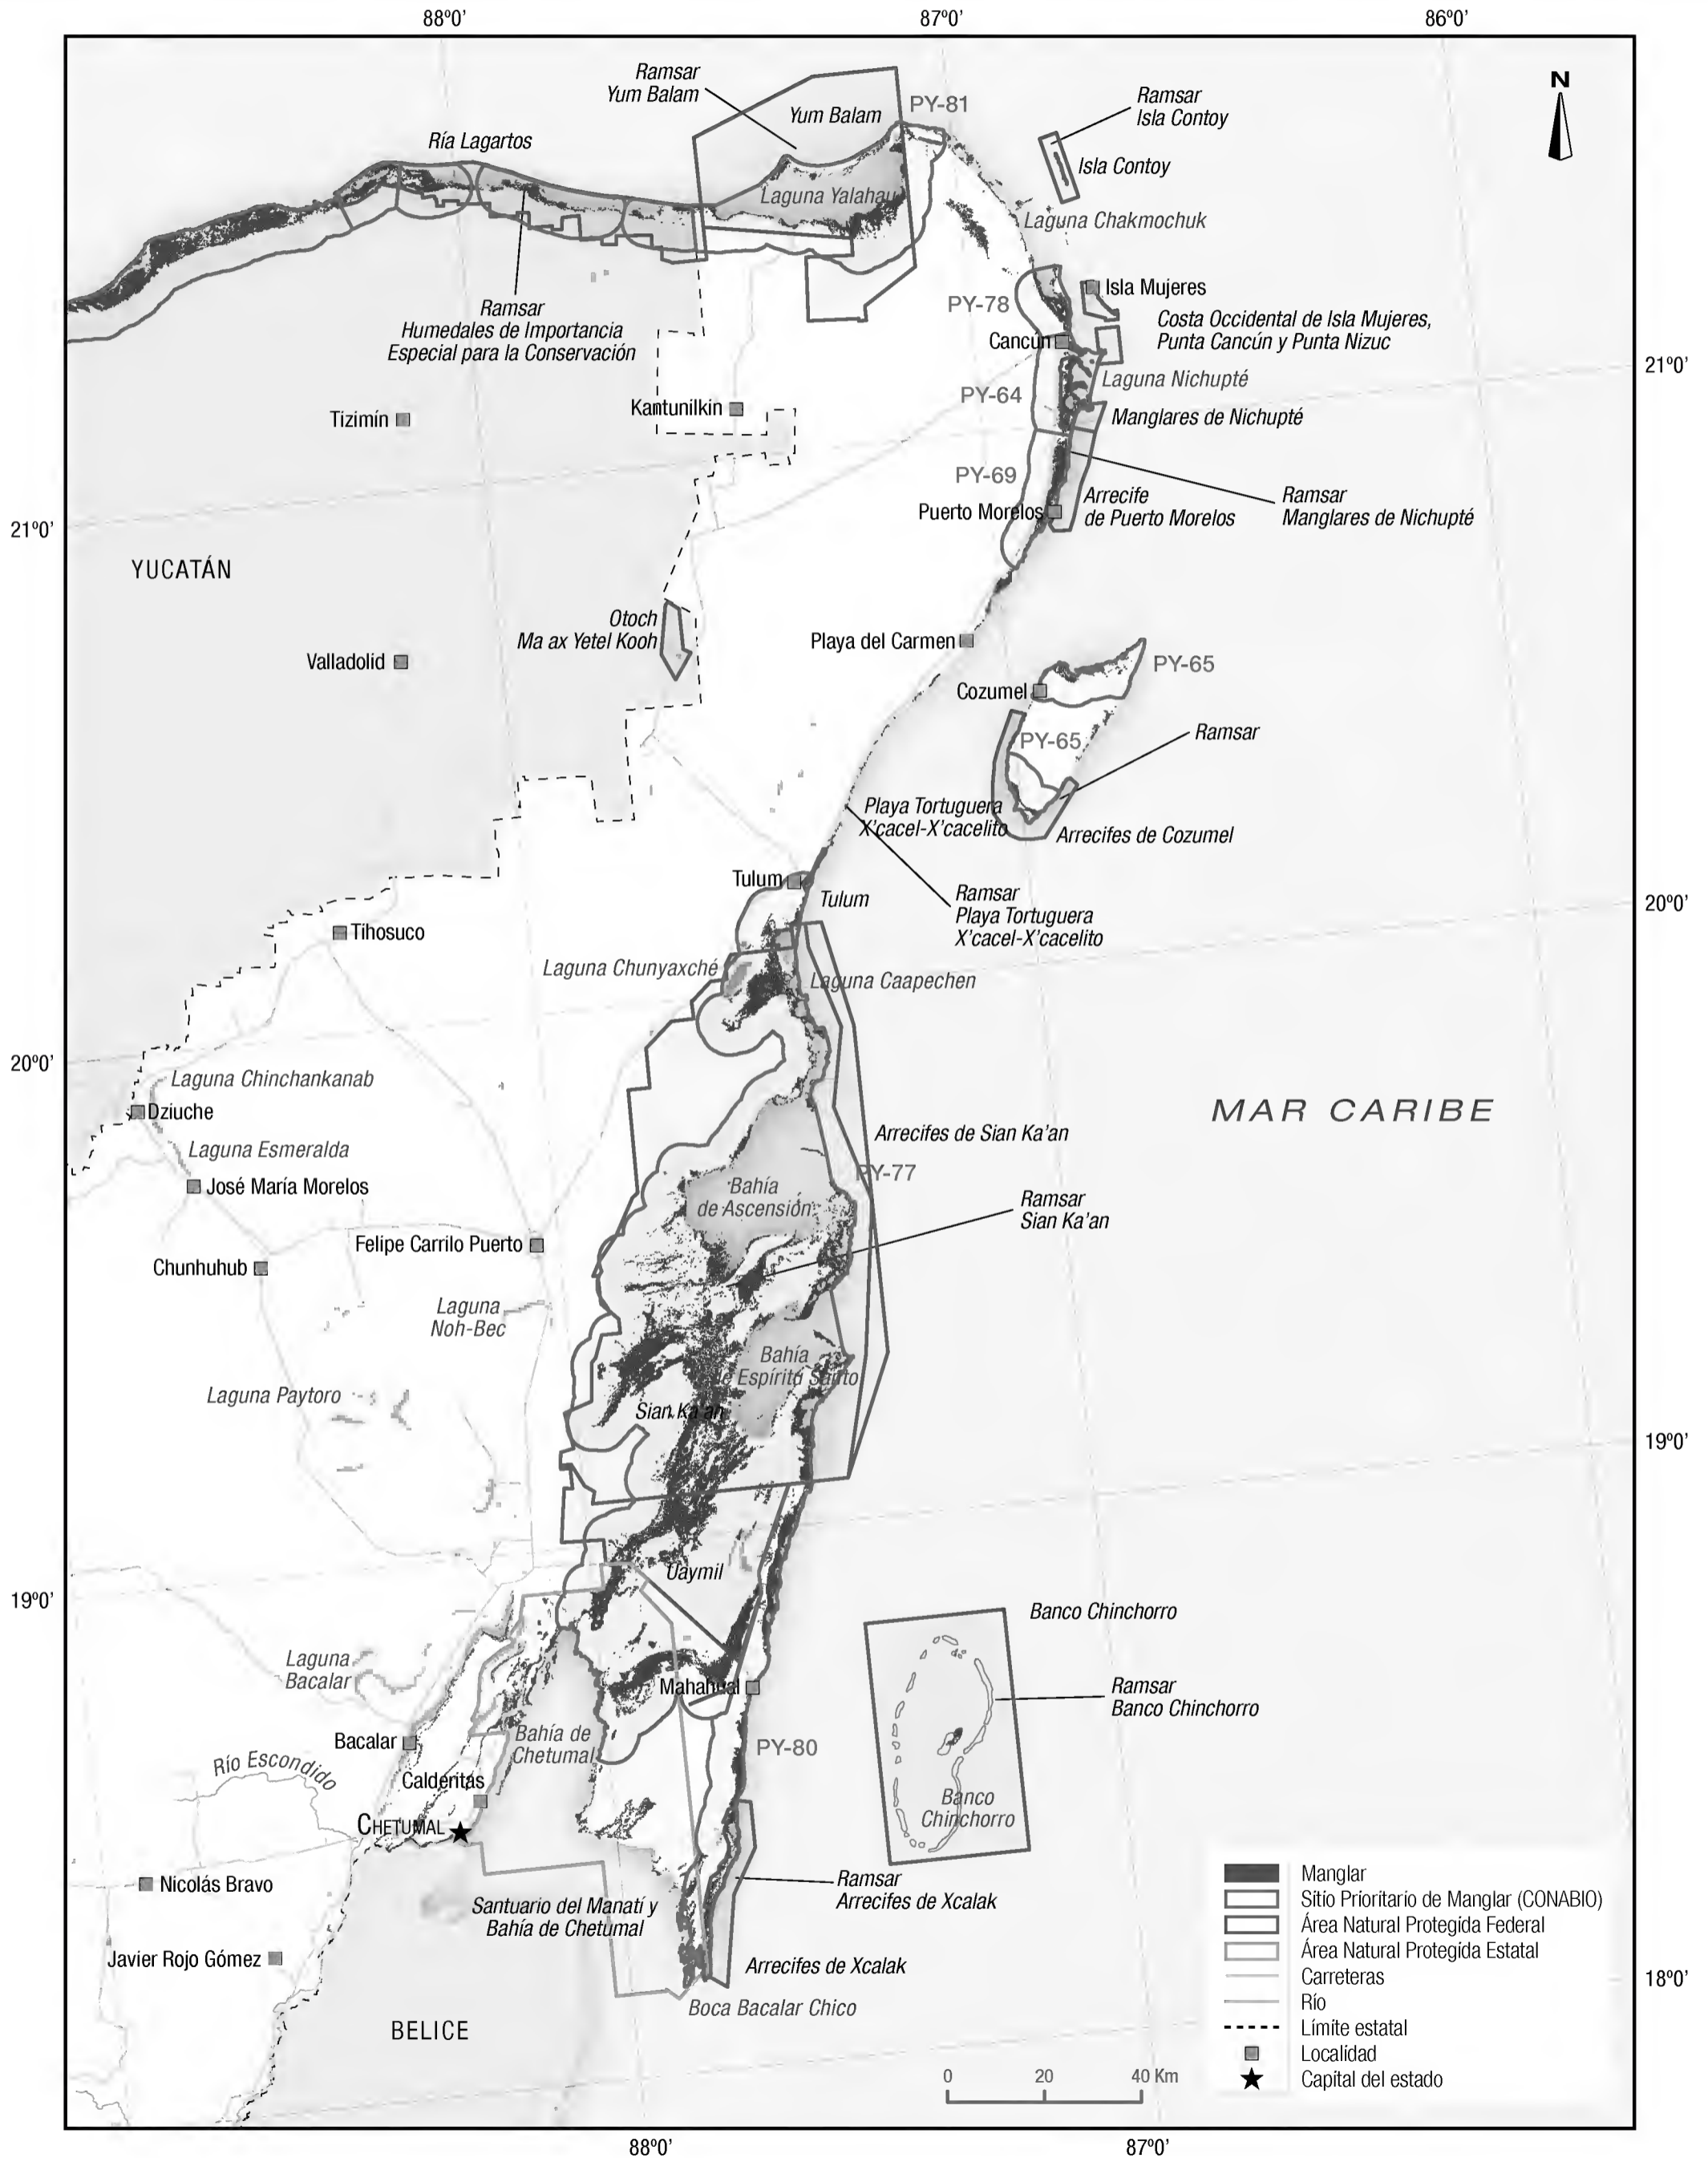 88º0'
87º0'
86º0'
N
Ramsar
Yum Balam
Yum Balam
PY-81
Ramsar
Isla Contoy
Isla Contoy
Ría Lagartos
Laguna Yalahau
Laguna Chakmochuk
Ramsar
Humedales de Importancia
Especial para la Conservación
PY-78
Isla Mujeres
Costa Occidental de Isla Mujeres,
Punta Cancún y Punta Nizuc
Cancún
21º0'
Laguna Nichupté
PY-64
Manglares de Nichupté
Kantunilkin
Tizimín
PY-69
Puerto Morelos
Arrecife
de Puerto Morelos
Ramsar
Manglares de Nichupté
21º0'
YUCATÁN
Otoch
Ma ax Yetel Kooh
Playa del Carmen
Valladolid
PY-65
Cozumel
PY-65
Ramsar
Playa Tortuguera
X'cacel-X'cacelito
Arrecifes de Cozumel
Tulum
Tulum
Ramsar
Playa Tortuguera
X'cacel-X'cacelito
20º0'
Tihosuco
Laguna Chunyaxché
Laguna Caapechen
20º0'
Laguna Chinchankanab
Dziuche
MAR CARIBE
Laguna Esmeralda
Arrecifes de Sian Ka'an
PY-77
José María Morelos
Bahía
de Ascensión
Ramsar
Sian Ka'an
Felipe Carrilo Puerto
Chunhuhub
Laguna
Noh-Bec
Bahía
de Espíritu Santo
Laguna Paytoro
Sian Ka'an
19º0'
Uaymil
19º0'
Banco Chinchorro
Laguna
Bacalar
Mahahual
Ramsar
Banco Chinchorro
Bacalar
Bahía de
Chetumal
PY-80
Río Escondido
Calderitas
Banco
Chinchorro
CHETUMAL
Nicolás Bravo
Ramsar
Arrecifes de Xcalak
Santuario del Manatí y
Bahía de Chetumal
Javier Rojo Gómez
Arrecifes de Xcalak
18º0'
Boca Bacalar Chico
BELICE
Manglar
Sitio Prioritario de Manglar (CONABIO)
Área Natural Protegida Federal
Área Natural Protegida Estatal
Carreteras
Río
Límite estatal
Localidad
Capital del estado
0 20 40 Km
88º0'
87º0'